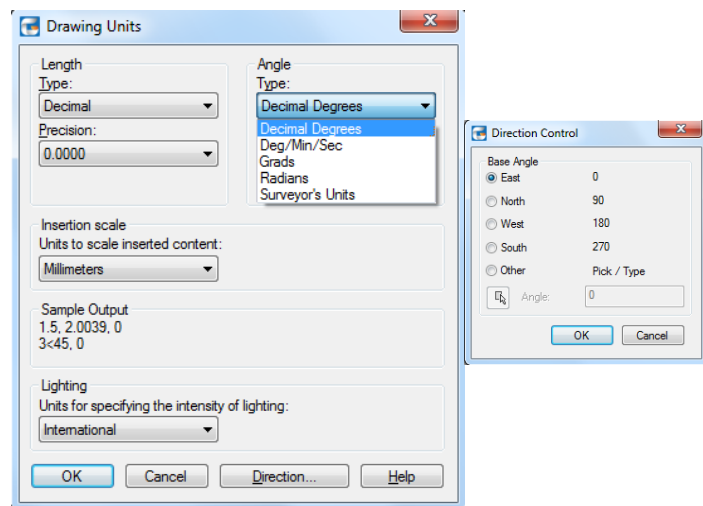 Drawing Units
Length
Type:
Decimal
Precision:
0.0000
Angle
Type:
Decimal Degrees
Decimal Degrees
Deg/Min/Sec
Grads
Radians
Surveyor's Units
Insertion scale
Units to scale inserted content:
Millimeters
Sample Output
1.5, 2.0039, 0
3<45, 0
Lighting
Units for specifying the intensity of lighting:
International
OK Cancel Direction... Help
Direction Control
Base Angle
East 0
North 90
West 180
South 270
Other Pick / Type
Angle: 0
OK Cancel